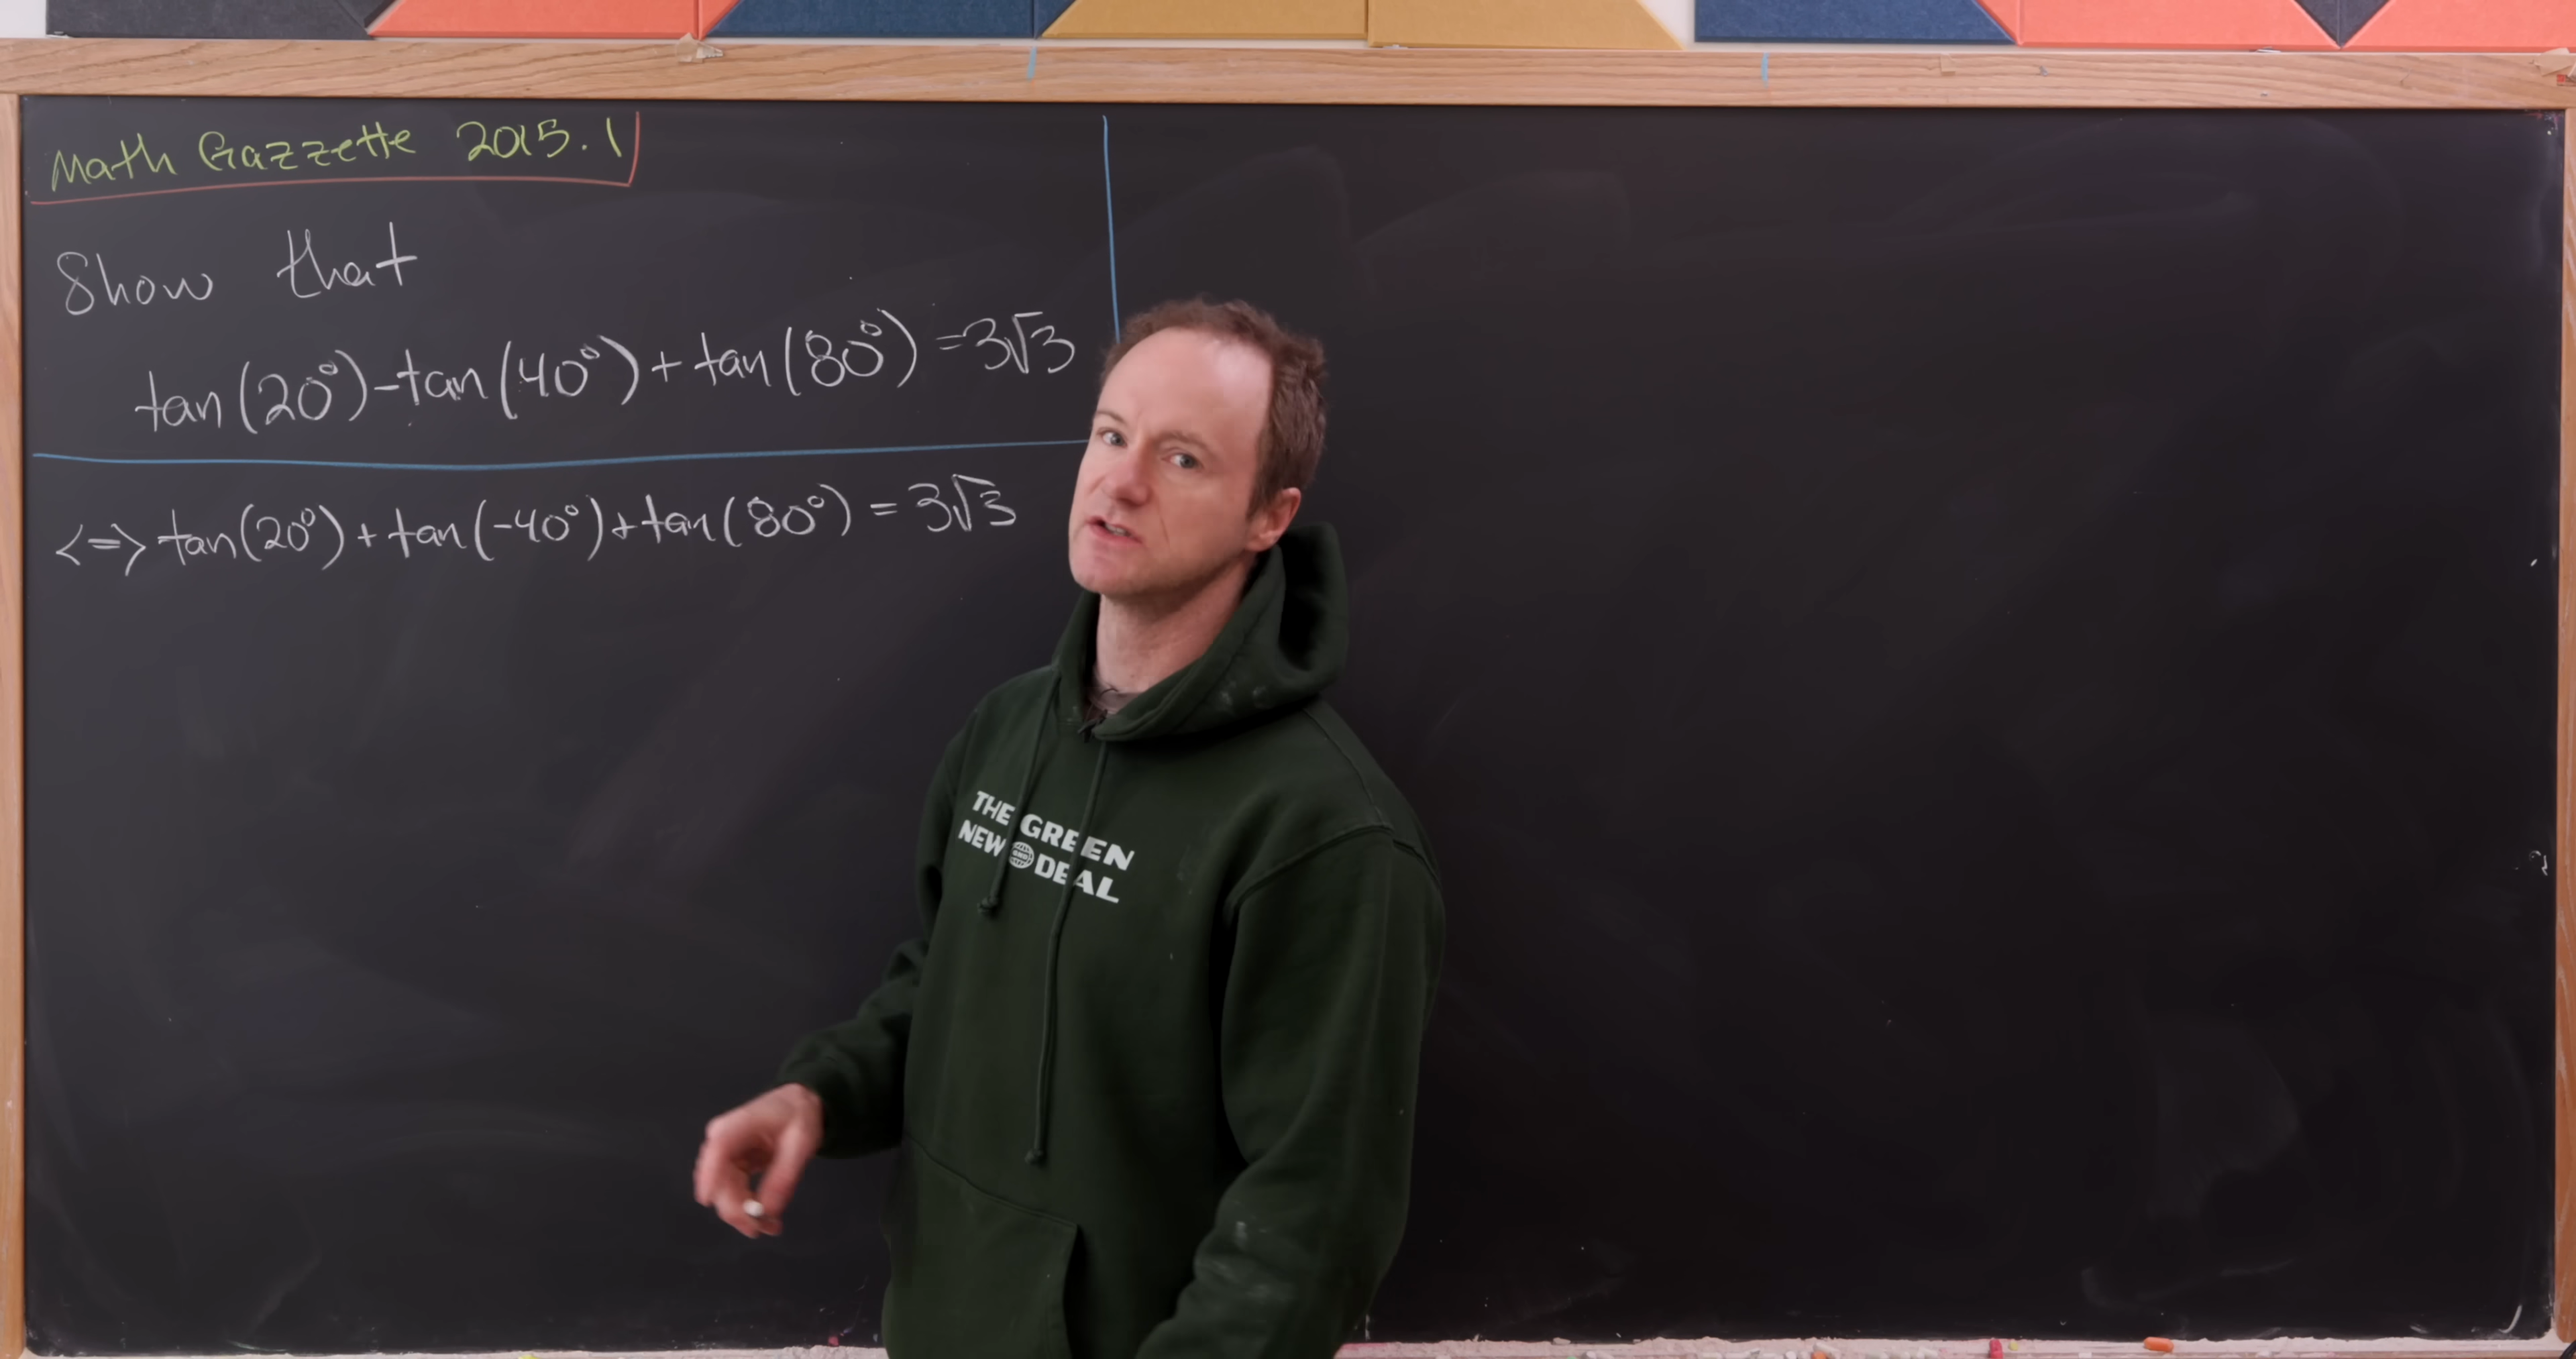 Math Gazzette 2015.1
Show that
tan(20°)-tan(40°)+tan(80°)=3√3
<=> tan(20°)+tan(-40°)+tan(80°) = 3√3
THE GREEN
NEW GND DEAL